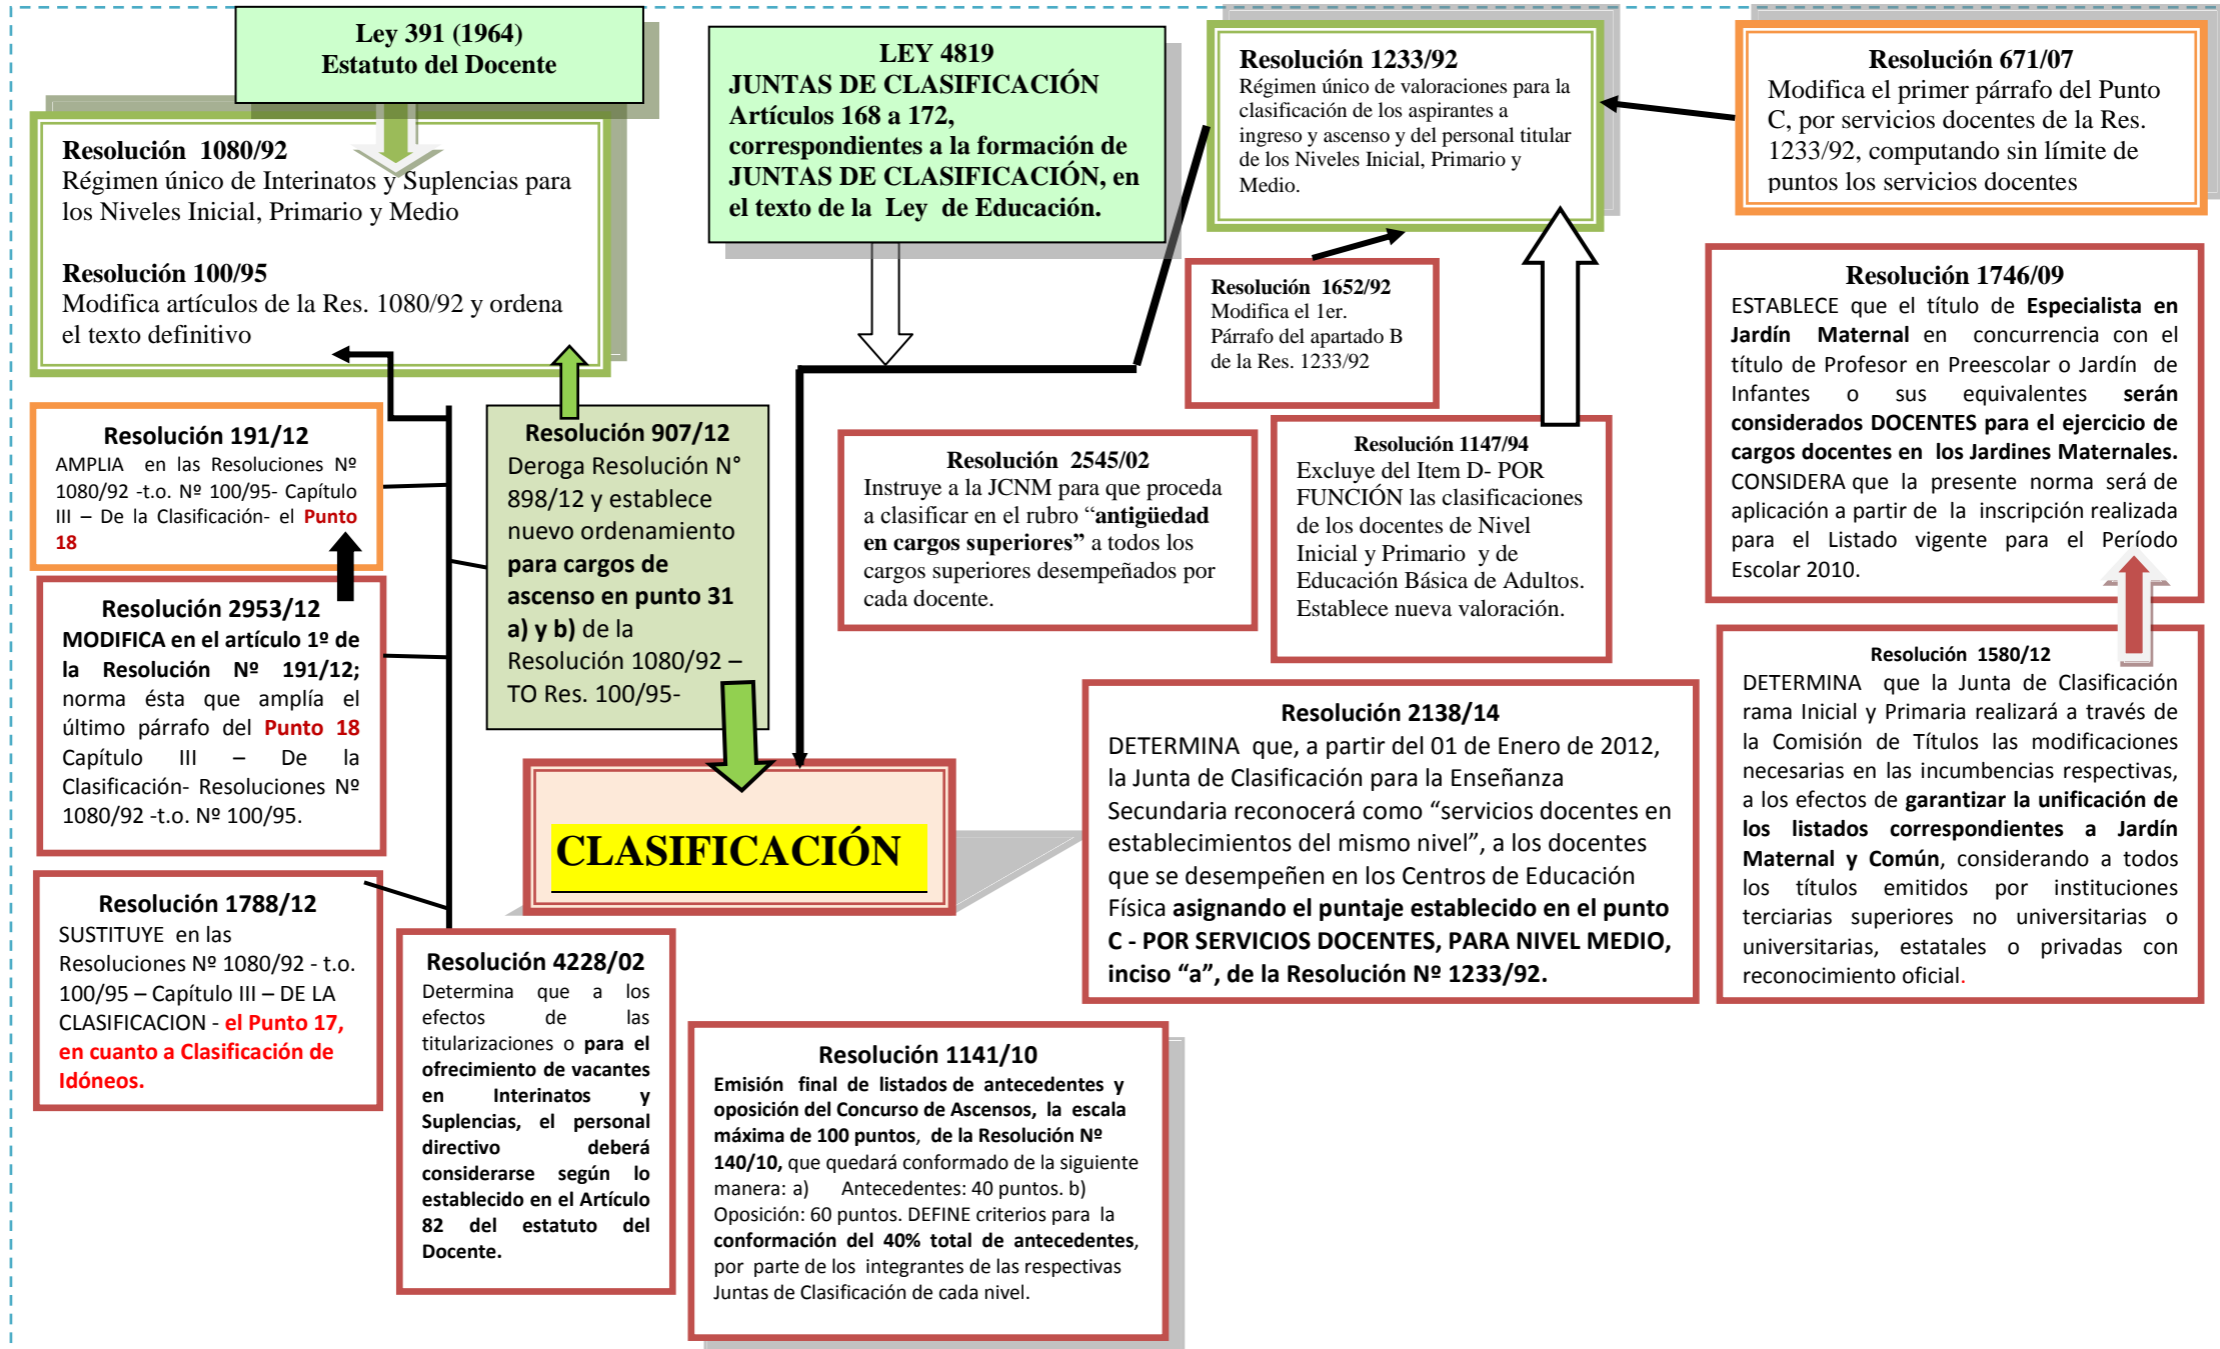 Ley 391 (1964)
Estatuto del Docente
Resolución 1080/92
Régimen único de Interinatos y Suplencias para
los Niveles Inicial, Primario y Medio
Resolución 100/95
Modifica artículos de la Res. 1080/92 y ordena
el texto definitivo
LEY 4819
JUNTAS DE CLASIFICACIÓN
Artículos 168 a 172,
correspondientes a la formación de
JUNTAS DE CLASIFICACIÓN, en
el texto de la Ley de Educación.
Resolución 1233/92
Régimen único de valoraciones para la
clasificación de los aspirantes a
ingreso y ascenso y del personal titular
de los Niveles Inicial, Primario y
Medio.
Resolución 671/07
Modifica el primer párrafo del Punto
C, por servicios docentes de la Res.
1233/92, computando sin límite de
puntos los servicios docentes
Resolución 1652/92
Modifica el 1er.
Párrafo del apartado B
de la Res. 1233/92
Resolución 1746/09
ESTABLECE que el título de Especialista en
Jardín Maternal en concurrencia con el
título de Profesor en Preescolar o Jardín de
Infantes o sus equivalentes serán
considerados DOCENTES para el ejercicio de
cargos docentes en los Jardines Maternales.
CONSIDERA que la presente norma será de
aplicación a partir de la inscripción realizada
para el Listado vigente para el Período
Escolar 2010.
Resolución 191/12
AMPLIA en las Resoluciones Nº
1080/92 -t.o. Nº 100/95- Capítulo
III – De la Clasificación- el Punto
18
Resolución 907/12
Deroga Resolución N°
898/12 y establece
nuevo ordenamiento
para cargos de
ascenso en punto 31
a) y b) de la
Resolución 1080/92 –
TO Res. 100/95-
Resolución 2545/02
Instruye a la JCNM para que proceda
a clasificar en el rubro “antigüedad
en cargos superiores” a todos los
cargos superiores desempeñados por
cada docente.
Resolución 1147/94
Excluye del Item D- POR
FUNCIÓN las clasificaciones
de los docentes de Nivel
Inicial y Primario y de
Educación Básica de Adultos.
Establece nueva valoración.
Resolución 2953/12
MODIFICA en el artículo 1º de
la Resolución Nº 191/12;
norma ésta que amplía el
último párrafo del Punto 18
Capítulo III – De la
Clasificación- Resoluciones Nº
1080/92 -t.o. Nº 100/95.
Resolución 1580/12
DETERMINA que la Junta de Clasificación
rama Inicial y Primaria realizará a través de
la Comisión de Títulos las modificaciones
necesarias en las incumbencias respectivas,
a los efectos de garantizar la unificación de
los listados correspondientes a Jardín
Maternal y Común, considerando a todos
los títulos emitidos por instituciones
terciarias superiores no universitarias o
universitarias, estatales o privadas con
reconocimiento oficial.
Resolución 2138/14
DETERMINA que, a partir del 01 de Enero de 2012,
la Junta de Clasificación para la Enseñanza
Secundaria reconocerá como “servicios docentes en
establecimientos del mismo nivel”, a los docentes
que se desempeñen en los Centros de Educación
Física asignando el puntaje establecido en el punto
C - POR SERVICIOS DOCENTES, PARA NIVEL MEDIO,
inciso “a”, de la Resolución Nº 1233/92.
CLASIFICACIÓN
Resolución 1788/12
SUSTITUYE en las
Resoluciones Nº 1080/92 - t.o.
100/95 – Capítulo III – DE LA
CLASIFICACION - el Punto 17,
en cuanto a Clasificación de
Idóneos.
Resolución 4228/02
Determina que a los
efectos de las
titularizaciones o para el
ofrecimiento de vacantes
en Interinatos y
Suplencias, el personal
directivo deberá
considerarse según lo
establecido en el Artículo
82 del estatuto del
Docente.
Resolución 1141/10
Emisión final de listados de antecedentes y
oposición del Concurso de Ascensos, la escala
máxima de 100 puntos, de la Resolución Nº
140/10, que quedará conformado de la siguiente
manera: a) Antecedentes: 40 puntos. b)
Oposición: 60 puntos. DEFINE criterios para la
conformación del 40% total de antecedentes,
por parte de los integrantes de las respectivas
Juntas de Clasificación de cada nivel.